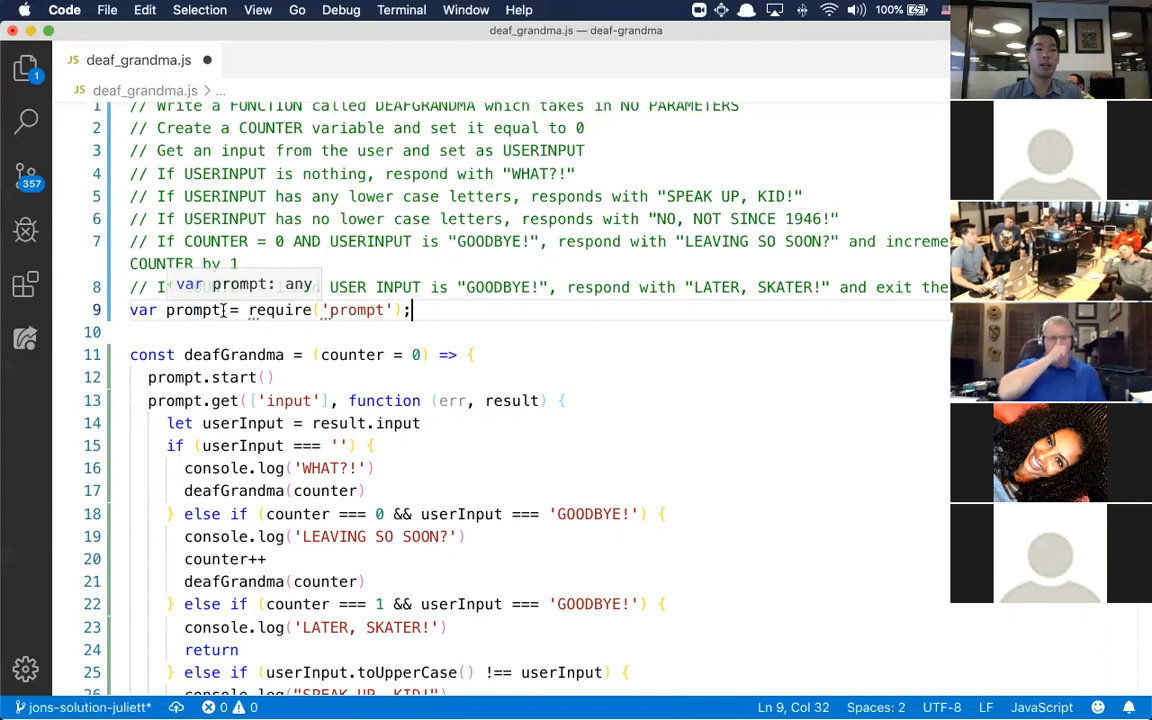 Code File Edit Selection View Go Debug Terminal Window Help 100%
deaf_grandma.js — deaf-grandma
JS deaf_grandma.js
JS deaf_grandma.js > ...
1 // Write a FUNCTION called DEAFGRANDMA which takes in NO PARAMETERS
2 // Create a COUNTER variable and set it equal to 0
3 // Get an input from the user and set as USERINPUT
4 // If USERINPUT is nothing, respond with "WHAT?!"
5 // If USERINPUT has any lower case letters, responds with "SPEAK UP, KID!"
6 // If USERINPUT has no lower case letters, responds with "NO, NOT SINCE 1946!"
7 // If COUNTER = 0 AND USERINPUT is "GOODBYE!", respond with "LEAVING SO SOON?" and increme
COUNTER by 1
var prompt: any
8 // I USER INPUT is "GOODBYE!", respond with "LATER, SKATER!" and exit the
9 var prompt = require('prompt');
10
11 const deafGrandma = (counter = 0) => {
12 prompt.start()
13 prompt.get(['input'], function (err, result) {
14 let userInput = result.input
15 if (userInput === '') {
16 console.log('WHAT?!')
17 deafGrandma(counter)
18 } else if (counter === 0 && userInput === 'GOODBYE!') {
19 console.log('LEAVING SO SOON?')
20 counter++
21 deafGrandma(counter)
22 } else if (counter === 1 && userInput === 'GOODBYE!') {
23 console.log('LATER, SKATER!')
24 return
25 } else if (userInput.toUpperCase() !== userInput) {
26 console.log("SPEAK UP, KID!")
1
357
jons-solution-juliett* 0 0 Ln 9, Col 32 Spaces: 2 UTF-8 LF JavaScript